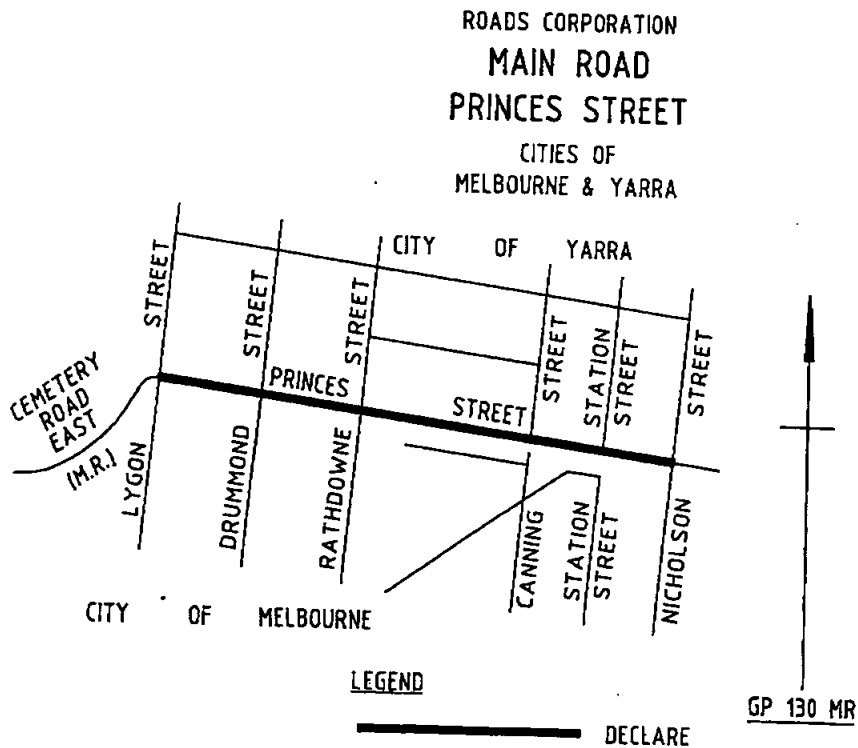 ROADS CORPORATION
MAIN ROAD
PRINCES STREET
CITIES OF
MELBOURNE & YARRA
CITY OF YARRA
STREET
STREET
STREET
STREET
STATION
STREET
STREET
CEMETERY
ROAD
EAST
(M.R.)
PRINCES
STREET
LYGON
DRUMMOND
RATHDOWNE
CANNING
STATION
STREET
NICHOLSON
CITY OF MELBOURNE
LEGEND
DECLARE
GP 130 MR